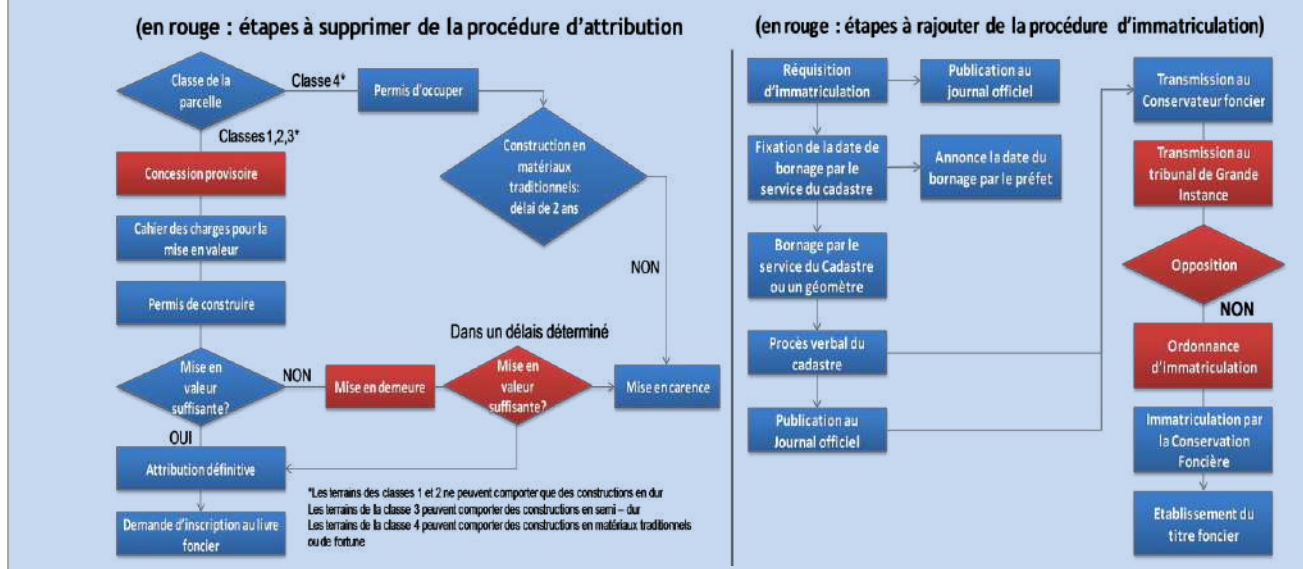 (en rouge : étapes à supprimer de la procédure d'attribution
Classe de la
parcelle
Classe 4*
Permis d'occuper
Classes 1,2,3*
Concession provisoire
Construction en
matériaux
traditionnels:
délai de 2 ans
Cahier des charges pour la
mise en valeur
NON
Permis de construire
Dans un délais déterminé
Mise en
valeur
suffisante?
NON
Mise en demeure
Mise en
valeur
suffisante?
Mise en carence
OUI
Attribution définitive
Demande d'inscription au livre
foncier
*Les terrains des classes 1 et 2 ne peuvent comporter que des constructions en dur
Les terrains de la classe 3 peuvent comporter des constructions en semi – dur
Les terrains de la classe 4 peuvent comporter des constructions en matériaux traditionnels
ou de fortune
(en rouge : étapes à rajouter de la procédure d'immatriculation)
Réquisition
d'immatriculation
Publication au
journal officiel
Fixation de la date de
bornage par le
service du cadastre
Annonce la date du
bornage par le préfet
Bornage par le
service du Cadastre
ou un géomètre
Procès verbal du
cadastre
Publication au
Journal officiel
Transmission au
Conservateur foncier
Transmission au
tribunal de Grande
Instance
Opposition
NON
Ordonnance
d'immatriculation
Immatriculation par
la Conservation
Foncière
Etablissement du
titre foncier